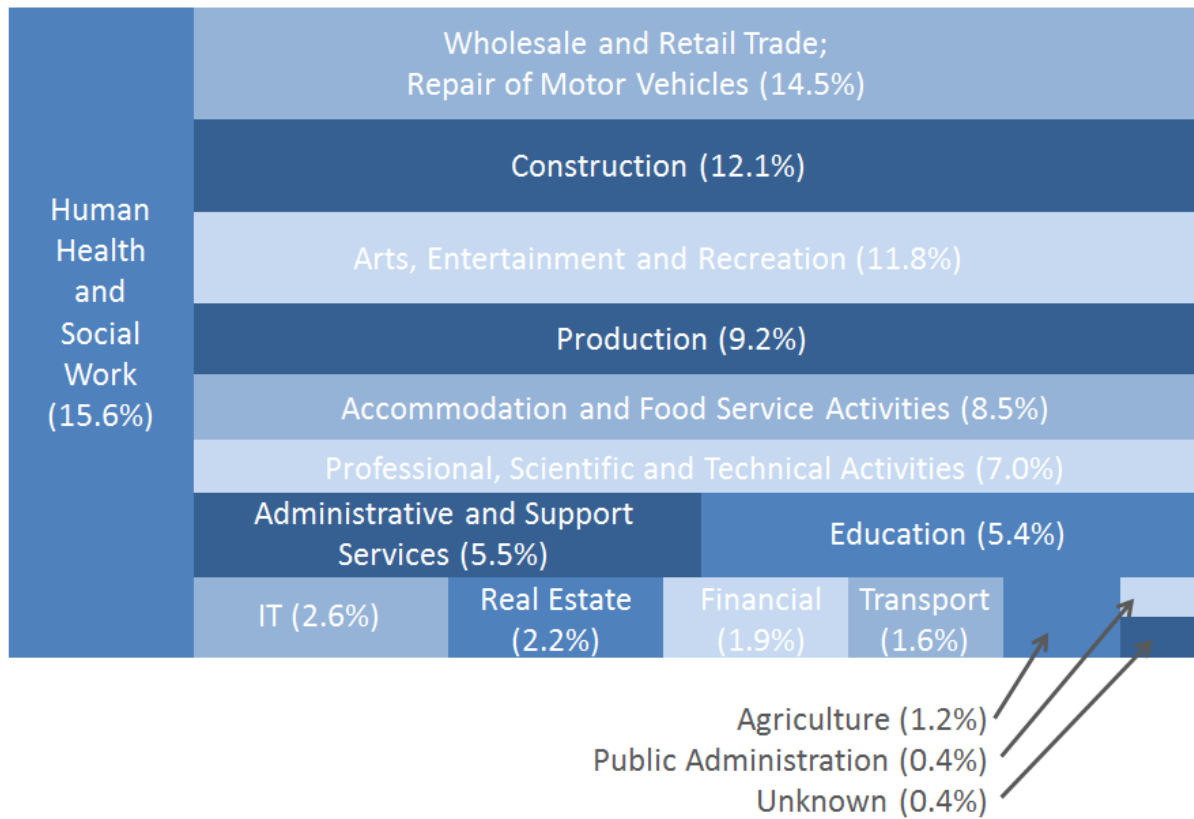 Wholesale and Retail Trade;
Repair of Motor Vehicles (14.5%)
Construction (12.1%)
Human
Health
and
Social
Work
(15.6%)
Arts, Entertainment and Recreation (11.8%)
Production (9.2%)
Accommodation and Food Service Activities (8.5%)
Professional, Scientific and Technical Activities (7.0%)
Administrative and Support
Services (5.5%)
Education (5.4%)
IT (2.6%)
Real Estate
(2.2%)
Financial
(1.9%)
Transport
(1.6%)
Agriculture (1.2%)
Public Administration (0.4%)
Unknown (0.4%)